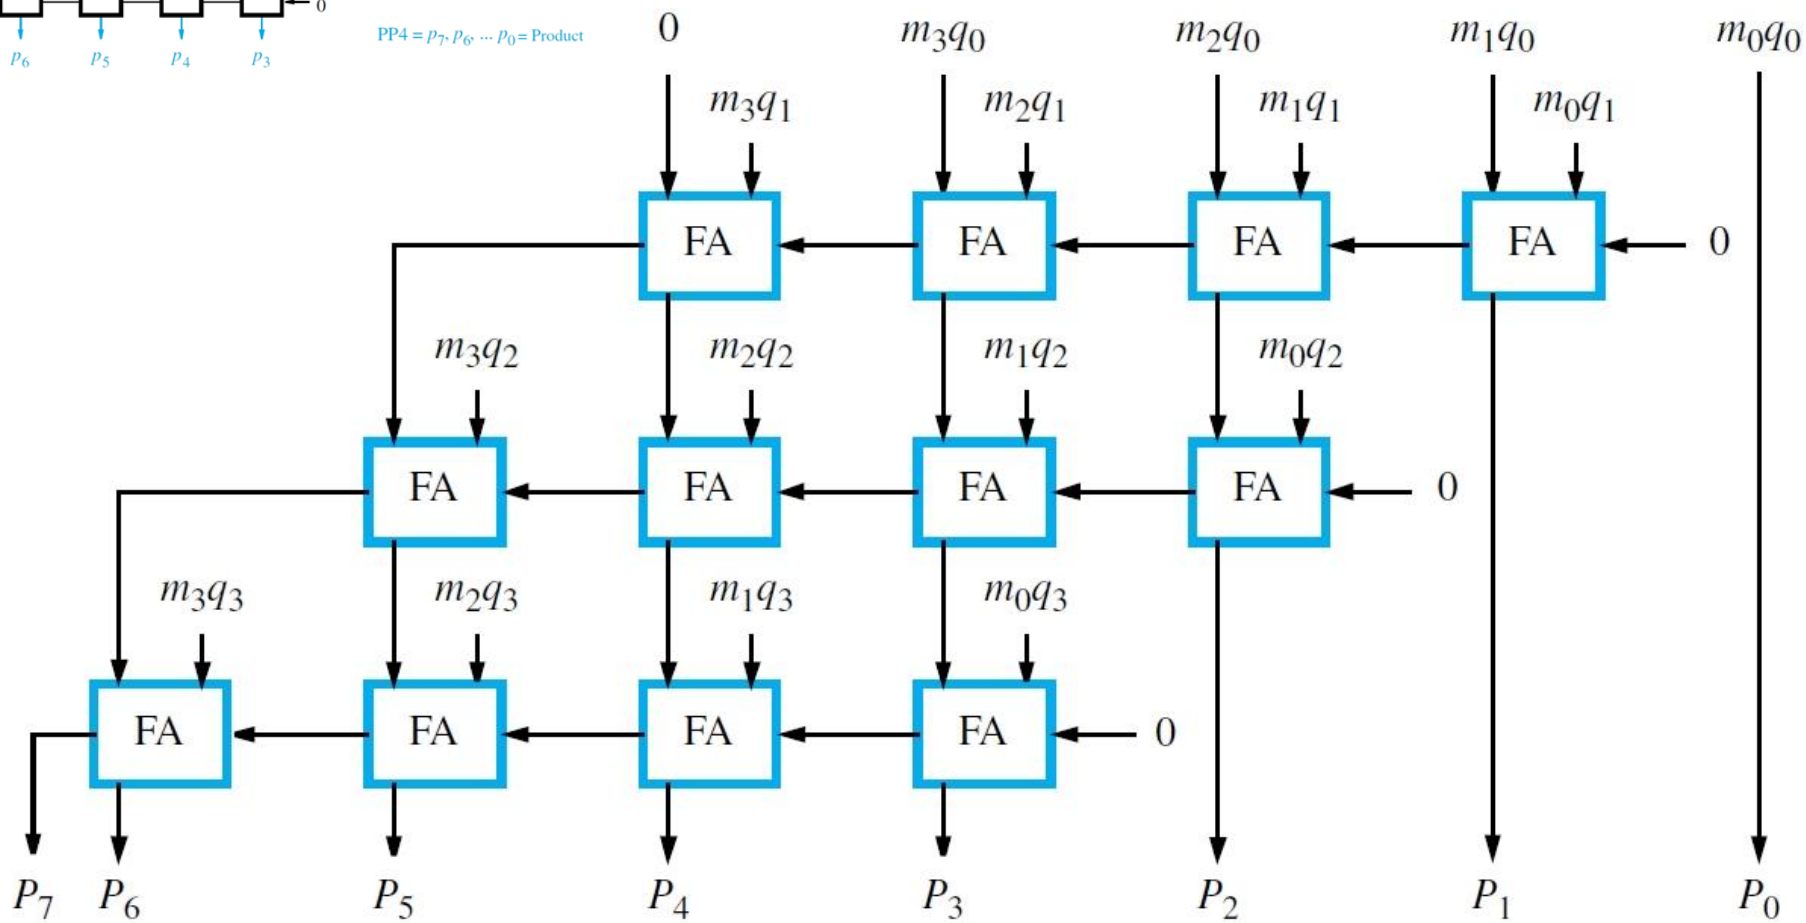 0
p6 p5 p4 p3
PP4 = p7, p6, ... p0 = Product
0 m3q0 m2q0 m1q0 m0q0
m3q1 m2q1 m1q1 m0q1
FA FA FA FA 0
m3q2 m2q2 m1q2 m0q2
FA FA FA FA 0
m3q3 m2q3 m1q3 m0q3
FA FA FA FA 0
P7 P6 P5 P4 P3 P2 P1 P0